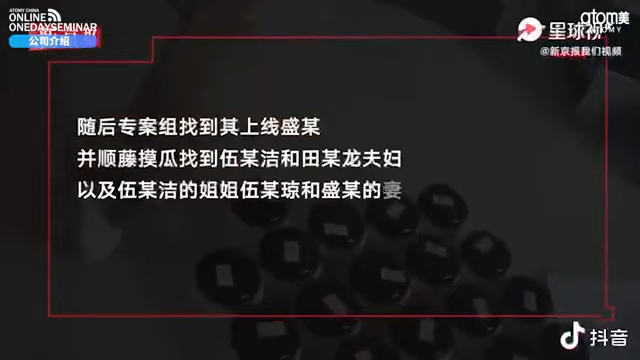 ATOMY CHINA
ONLINE
ONEDAYSEMINAR
公司介绍
星球视
atom美
ATOMY
@新京报我们视频
随后专案组找到其上线盛某
并顺藤摸瓜找到伍某洁和田某龙夫妇
以及伍某洁的姐姐伍某琼和盛某的妻
抖音